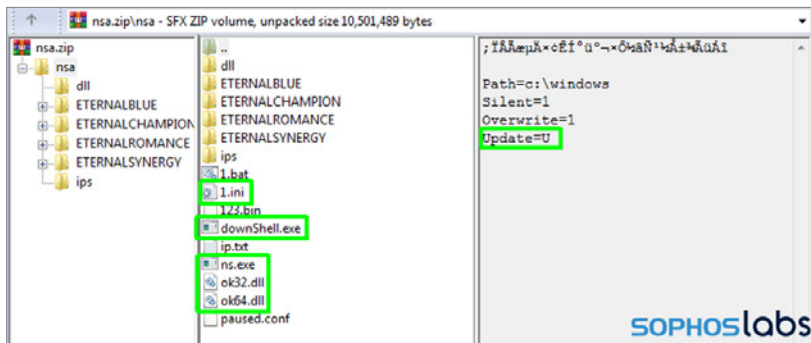 nsa.zip\nsa - SFX ZIP volume, unpacked size 10,501,489 bytes
nsa.zip
nsa
dll
ETERNALBLUE
ETERNALCHAMPION
ETERNALROMANCE
ETERNALSYNERGY
ips
..
dll
ETERNALBLUE
ETERNALCHAMPION
ETERNALROMANCE
ETERNALSYNERGY
ips
1.bat
1.ini
123.bin
downShell.exe
ip.txt
ns.exe
ok32.dll
ok64.dll
paused.conf
Path=c:\windows
Silent=1
Overwrite=1
Update=U
SOPHOSlabs